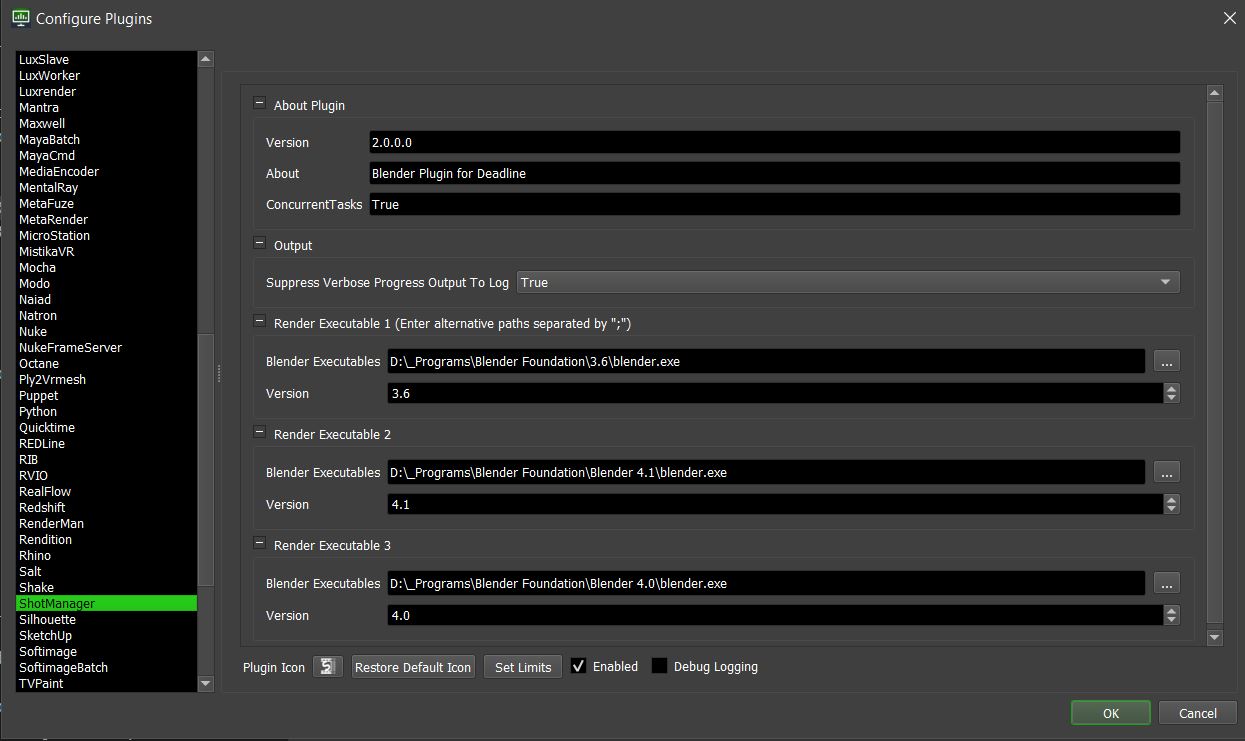 Configure Plugins
LuxSlave
LuxWorker
Luxrender
Mantra
Maxwell
MayaBatch
MayaCmd
MediaEncoder
MentalRay
MetaFuze
MetaRender
MicroStation
MistikaVR
Mocha
Modo
Naiad
Natron
Nuke
NukeFrameServer
Octane
Ply2Vrmesh
Puppet
Python
Quicktime
REDLine
RIB
RVIO
RealFlow
Redshift
RenderMan
Rendition
Rhino
Salt
Shake
ShotManager
Silhouette
SketchUp
Softimage
SoftimageBatch
TVPaint
About Plugin
Version 2.0.0.0
About Blender Plugin for Deadline
ConcurrentTasks True
Output
Suppress Verbose Progress Output To Log True
Render Executable 1 (Enter alternative paths separated by ";")
Blender Executables D:\_Programs\Blender Foundation\3.6\blender.exe ...
Version 3.6
Render Executable 2
Blender Executables D:\_Programs\Blender Foundation\Blender 4.1\blender.exe ...
Version 4.1
Render Executable 3
Blender Executables D:\_Programs\Blender Foundation\Blender 4.0\blender.exe ...
Version 4.0
Plugin Icon Restore Default Icon Set Limits Enabled Debug Logging
OK Cancel